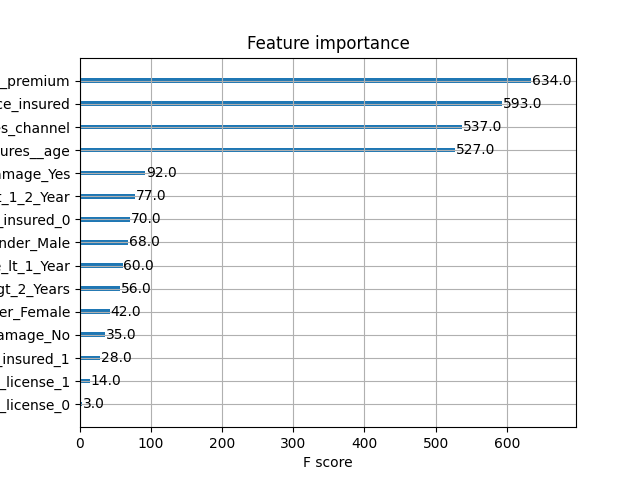 Feature importance
_premium 634.0
ce_insured 593.0
s_channel 537.0
ures__age 527.0
amage_Yes 92.0
t_1_2_Year 77.0
_insured_0 70.0
nder_Male 68.0
e_lt_1_Year 60.0
gt_2_Years 56.0
er_Female 42.0
amage_No 35.0
_insured_1 28.0
_license_1 14.0
_license_0 3.0
0 100 200 300 400 500 600
F score